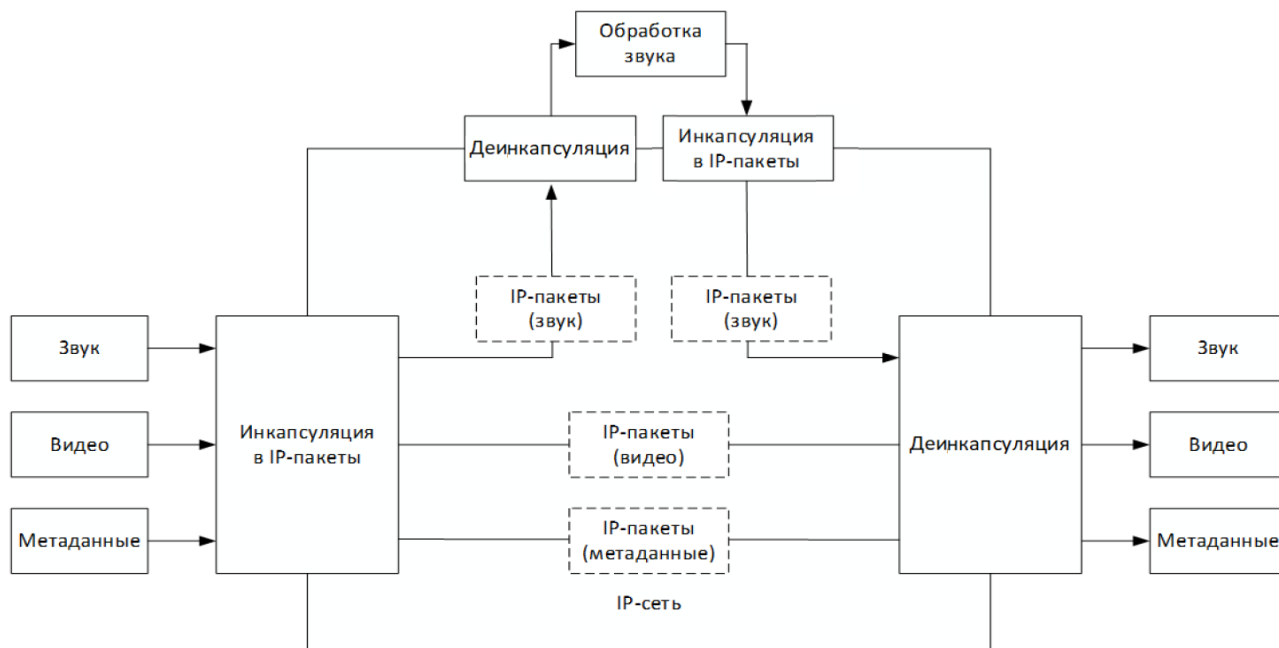 Обработка
звука
Деинкапсуляция
Инкапсуляция
в IP-пакеты
IP-пакеты
(звук)
IP-пакеты
(звук)
Звук
Видео
Метаданные
Инкапсуляция
в IP-пакеты
IP-пакеты
(видео)
IP-пакеты
(метаданные)
Деинкапсуляция
Звук
Видео
Метаданные
IP-сеть